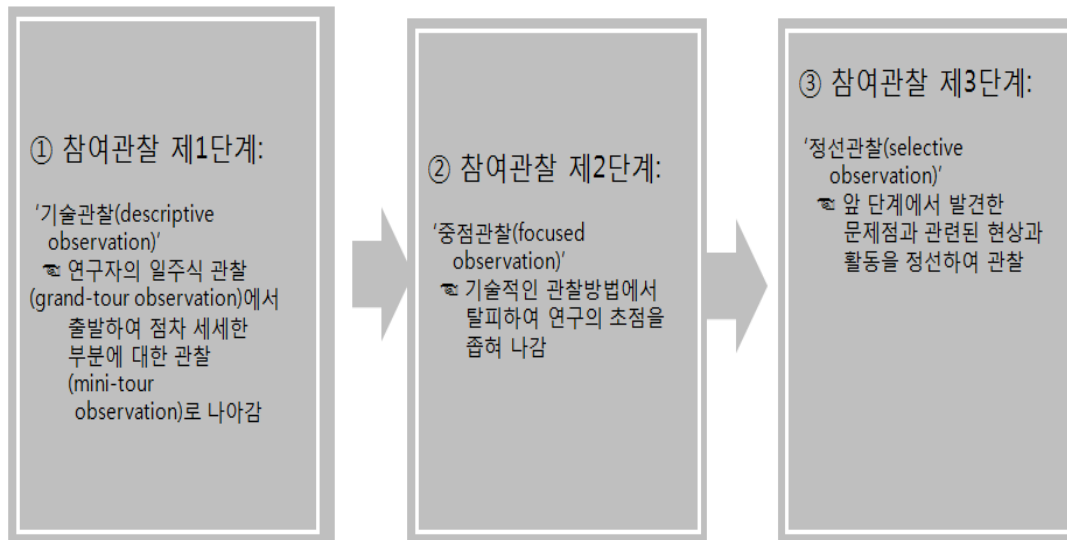 ① 참여관찰 제1단계:
‘기술관찰(descriptive
observation)’
☜ 연구자의 일주식 관찰
(grand-tour observation)에서
출발하여 점차 세세한
부분에 대한 관찰
(mini-tour
observation)로 나아감
② 참여관찰 제2단계:
‘중점관찰(focused
observation)’
☜ 기술적인 관찰방법에서
탈피하여 연구의 초점을
좁혀 나감
③ 참여관찰 제3단계:
‘정선관찰(selective
observation)’
☜ 앞 단계에서 발견한
문제점과 관련된 현상과
활동을 정선하여 관찰